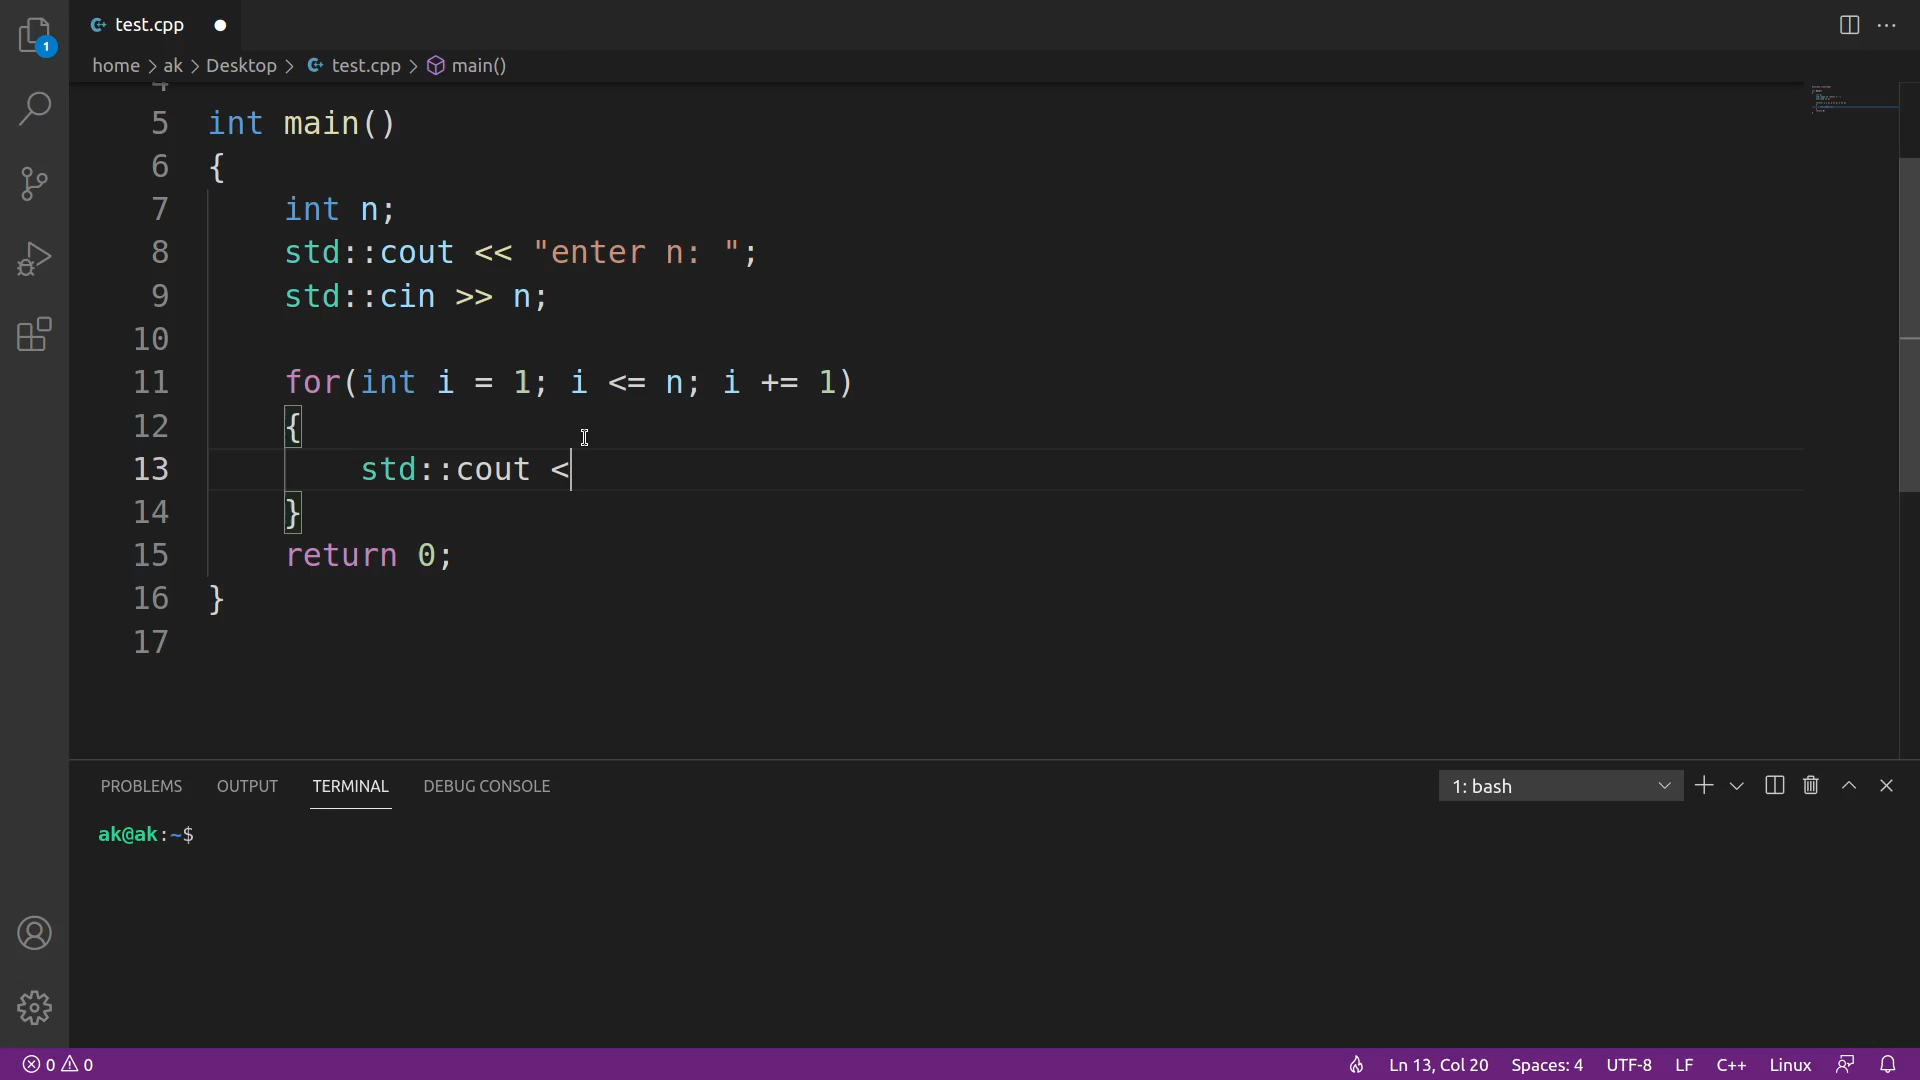 1
test.cpp
home > ak > Desktop > test.cpp > main()
5 int main()
6 {
7 int n;
8 std::cout << "enter n: ";
9 std::cin >> n;
10
11 for(int i = 1; i <= n; i += 1)
12 {
13 std::cout <
14 }
15 return 0;
16 }
17
PROBLEMS OUTPUT TERMINAL DEBUG CONSOLE 1: bash
ak@ak:~$
0 0 Ln 13, Col 20 Spaces: 4 UTF-8 LF C++ Linux